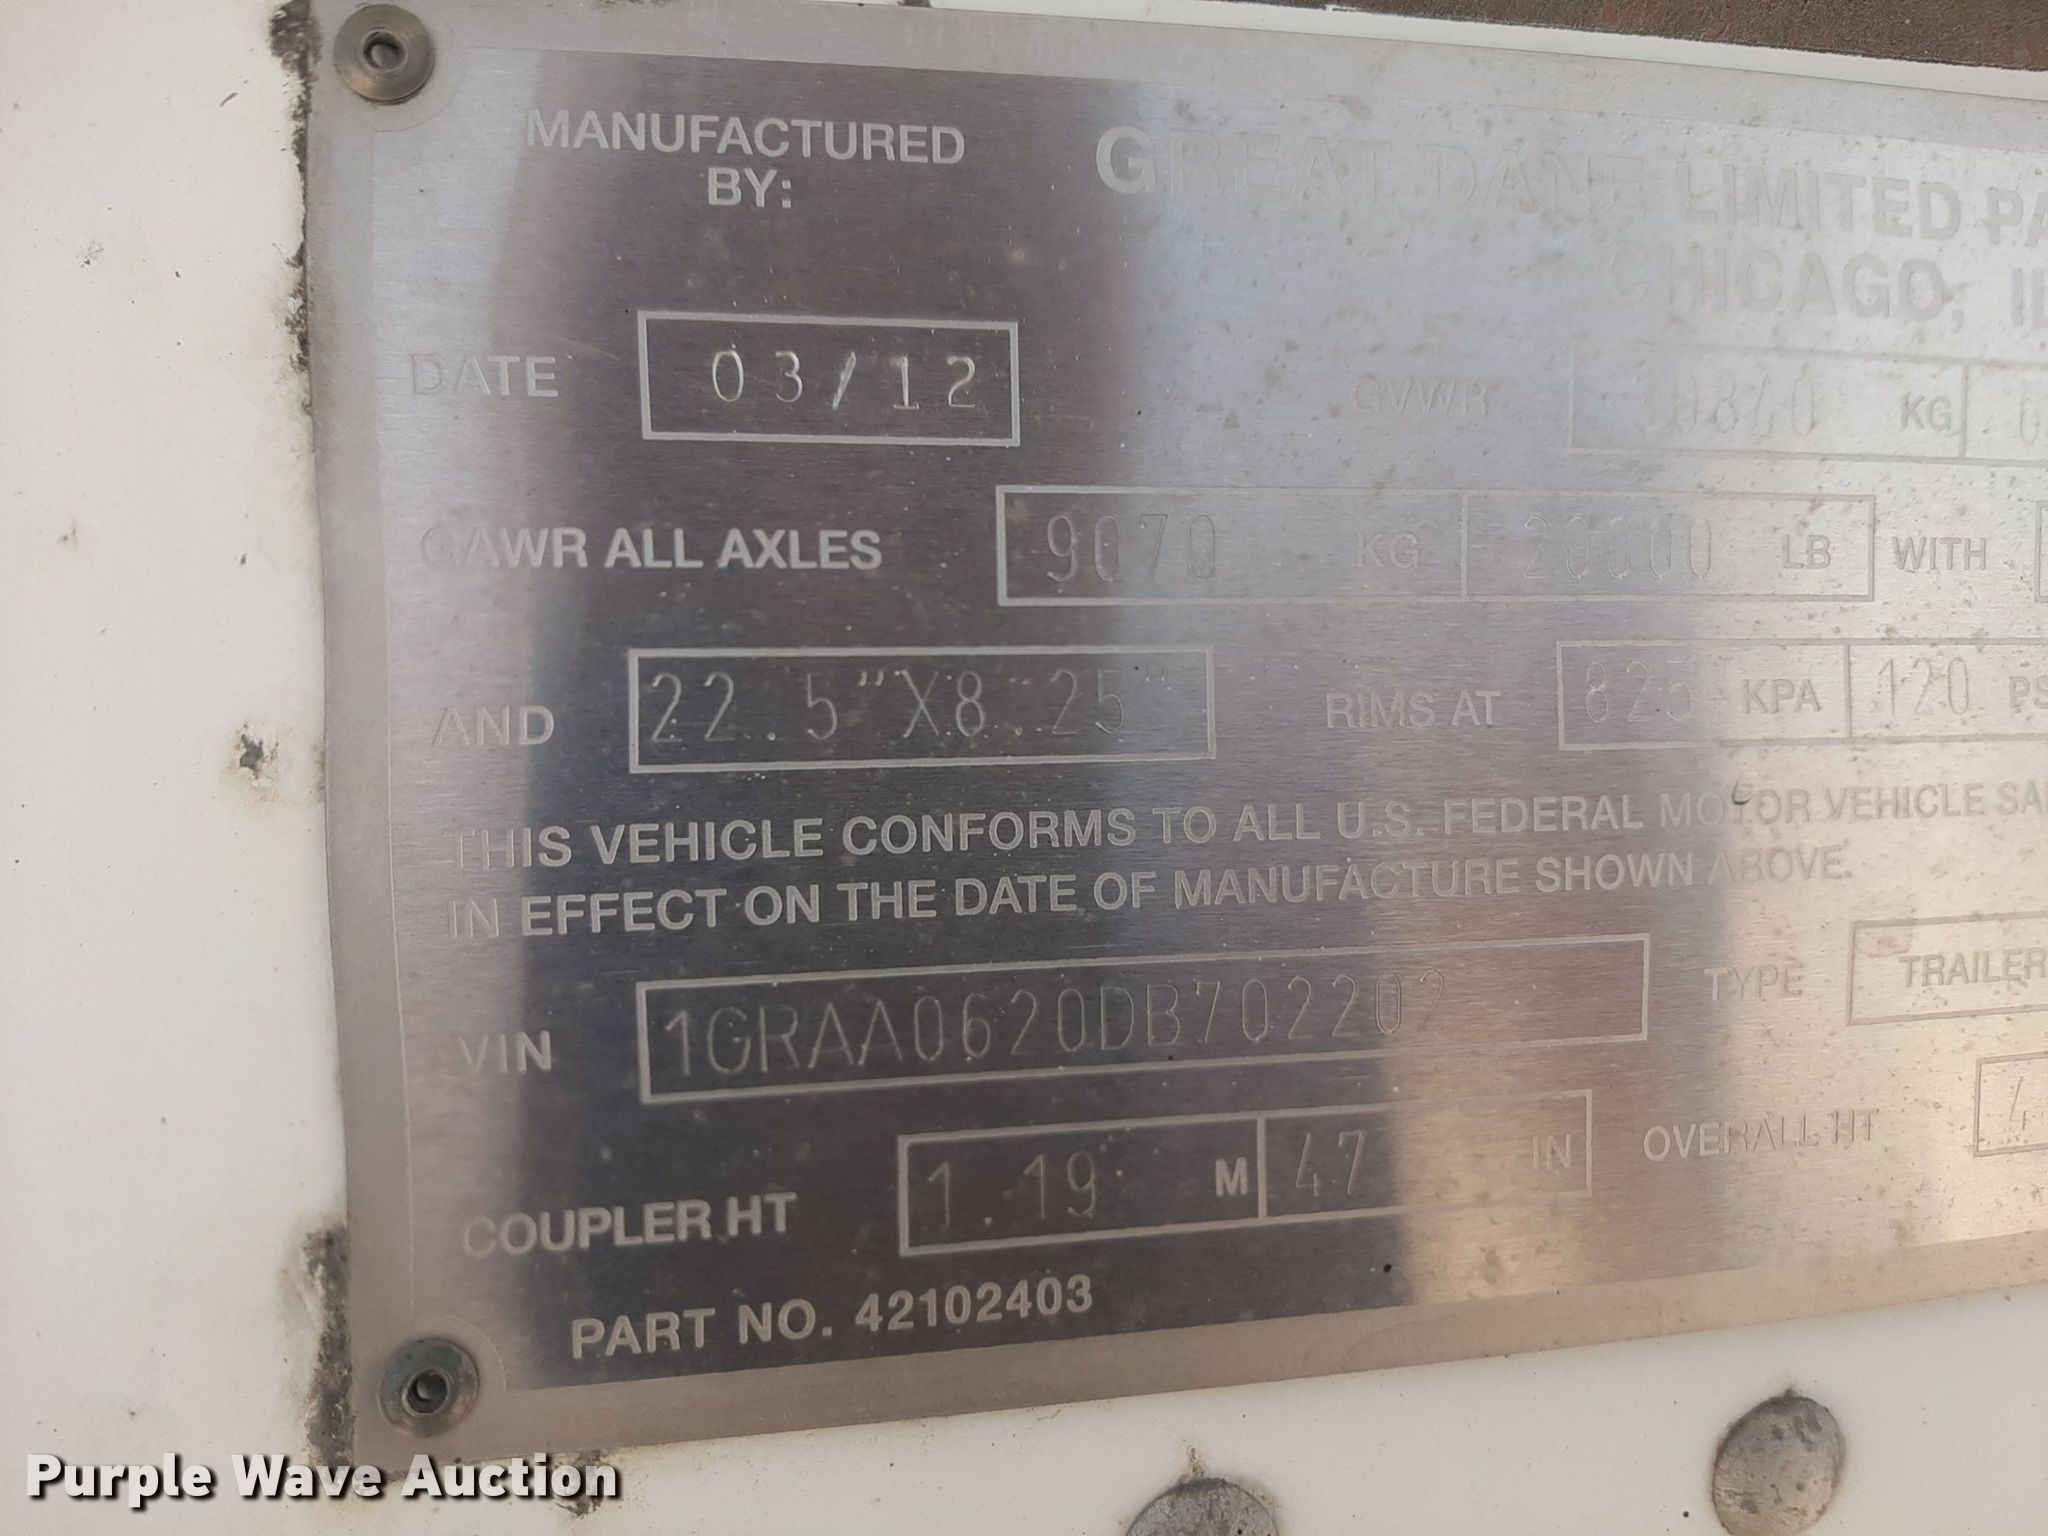 MANUFACTURED BY: GREAT DANE LIMITED
CHICAGO,
DATE 03/12 GVWR KG
GAWR ALL AXLES 9070 KG 20000 LB WITH
AND 22.5"X8.25" RIMS AT 825 KPA 120
THIS VEHICLE CONFORMS TO ALL U.S. FEDERAL MOTOR VEHICLE
IN EFFECT ON THE DATE OF MANUFACTURE SHOWN ABOVE.
VIN 1GRAA0620DB702202 TYPE TRAILER
COUPLER HT 1.19 M 47 IN OVERALL HT
PART NO. 42102403
Purple Wave Auction